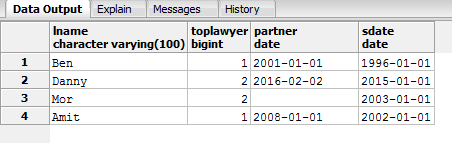 Data Output Explain Messages History
lname toplawyer partner sdate
character varying(100) bigint date date
1 Ben 1 2001-01-01 1996-01-01
2 Danny 2 2016-02-02 2015-01-01
3 Mor 2 2003-01-01
4 Amit 1 2008-01-01 2002-01-01